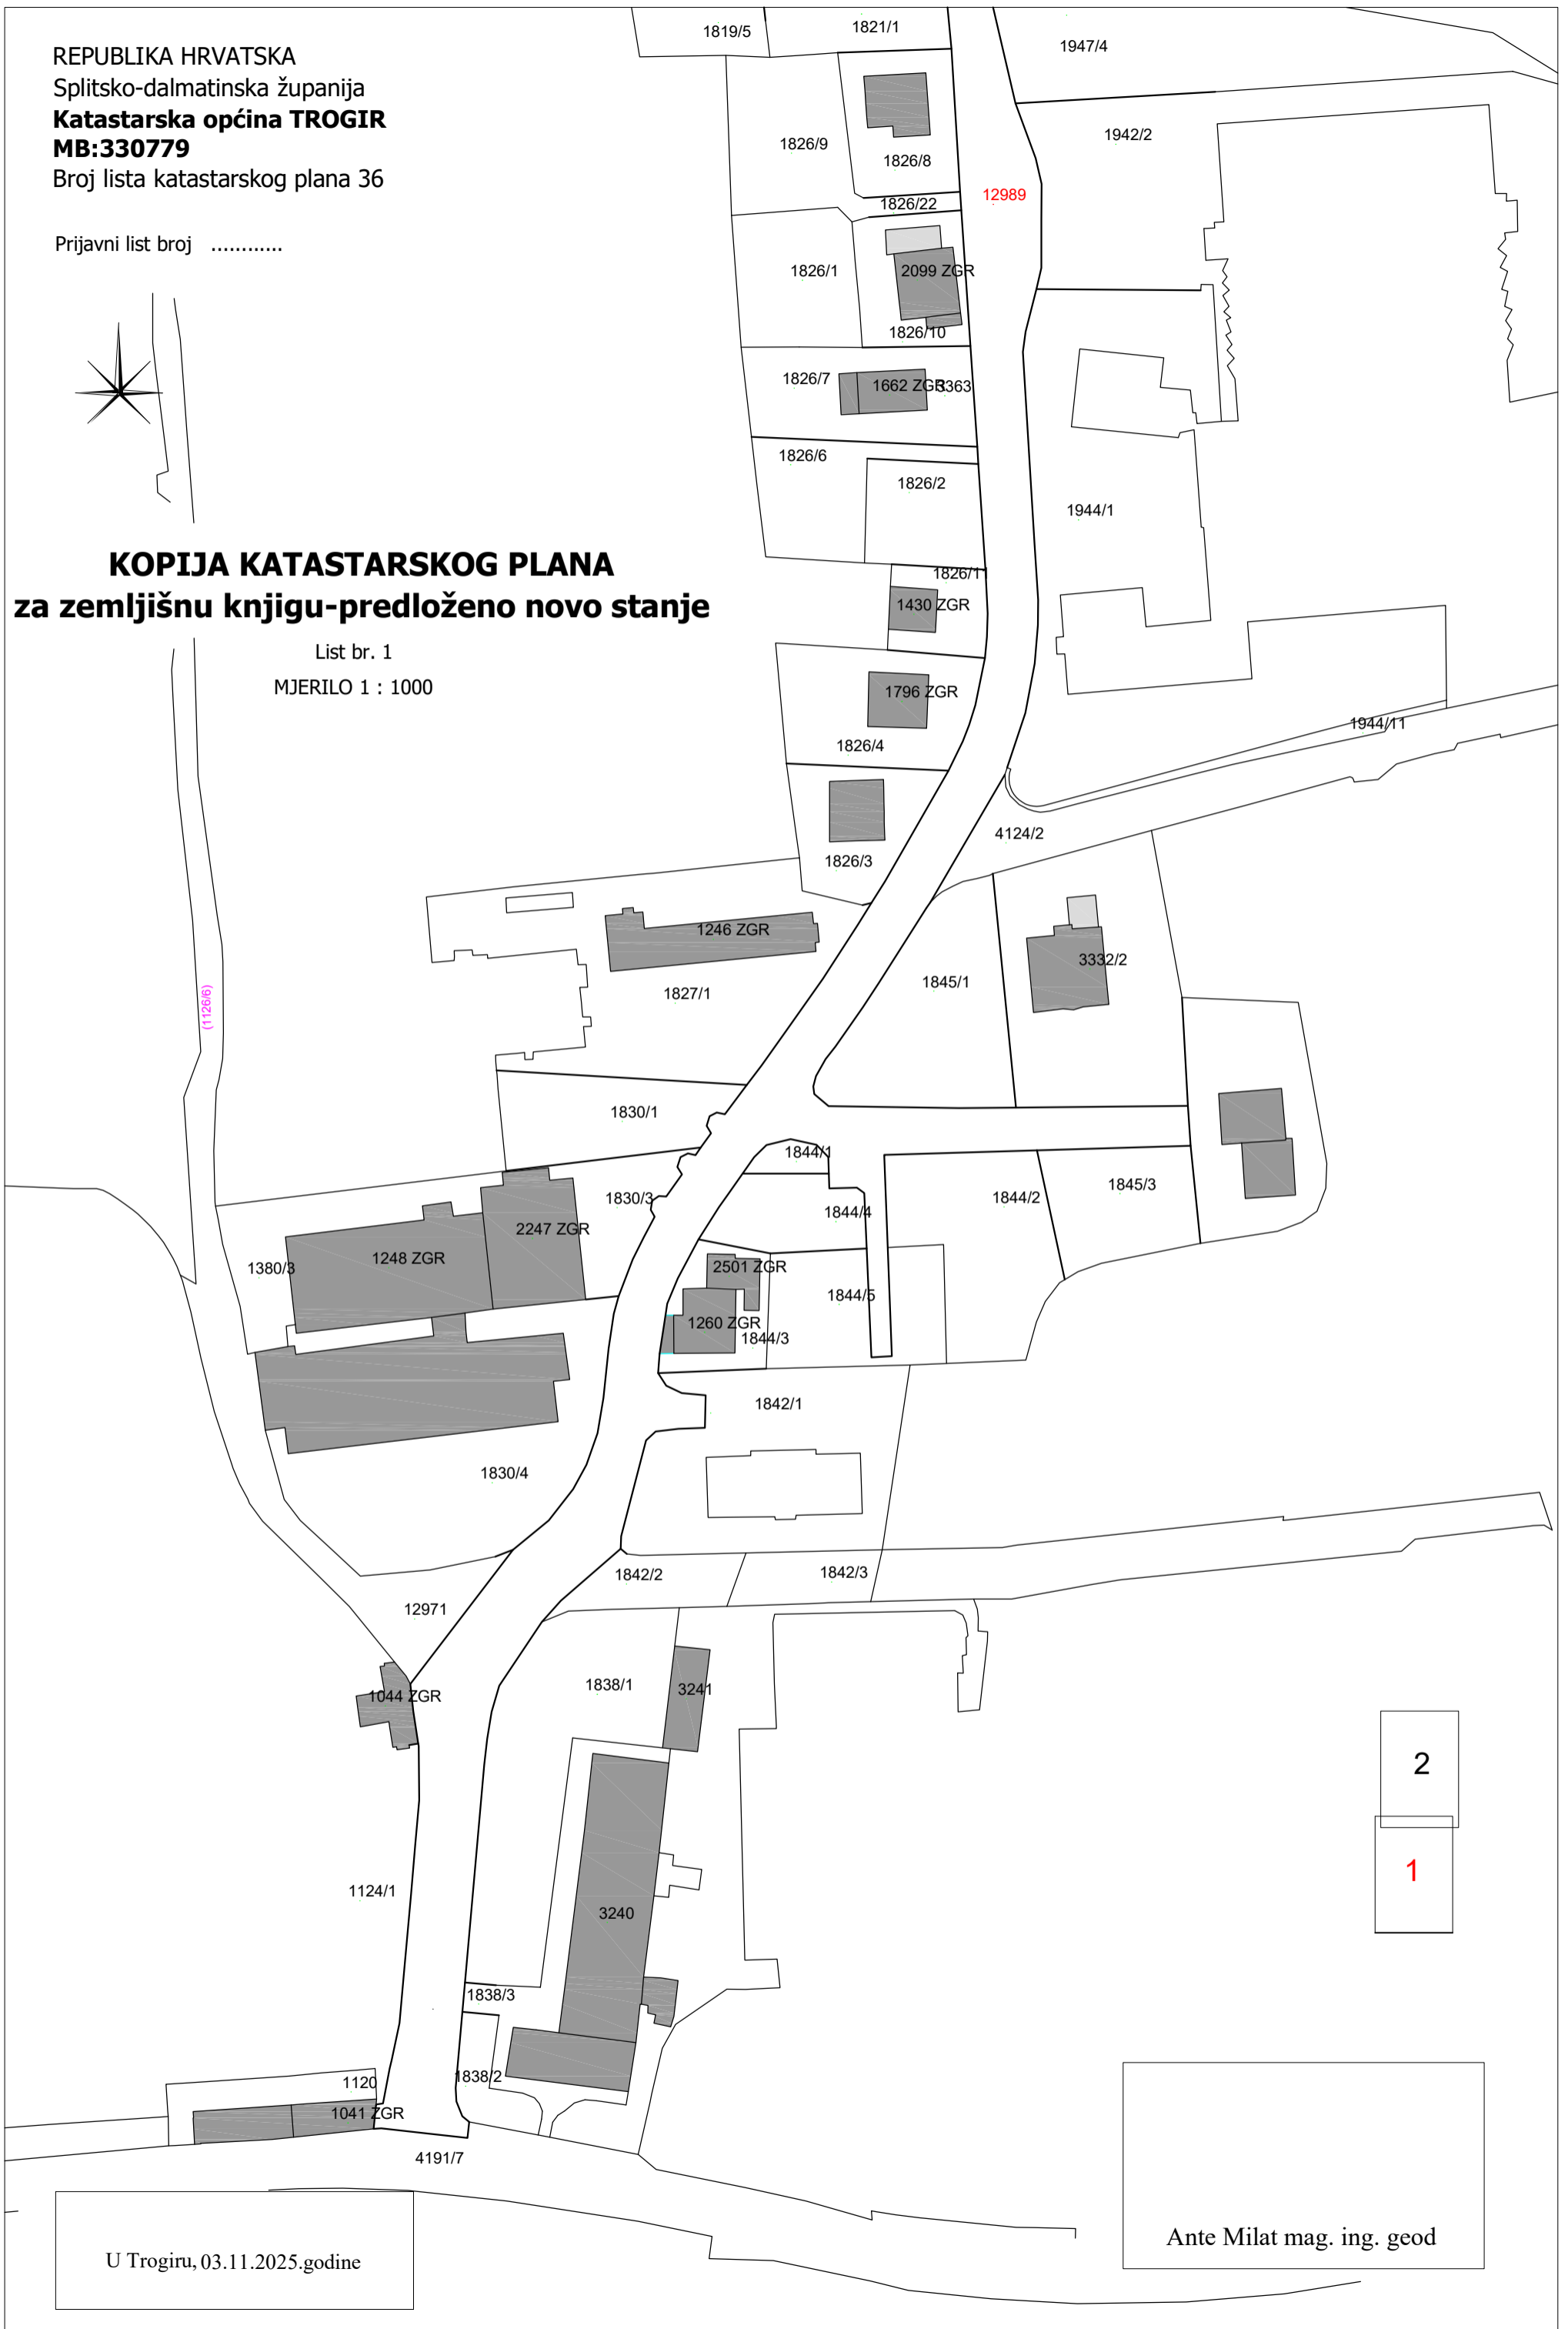 REPUBLIKA HRVATSKA
Splitsko-dalmatinska županija
Katastarska općina TROGIR
MB:330779
Broj lista katastarskog plana 36
Prijavni list broj ............
KOPIJA KATASTARSKOG PLANA
za zemljišnu knjigu-predloženo novo stanje
List br. 1
MJERILO 1 : 1000
1819/5
1821/1
1947/4
1942/2
1826/9
1826/8
12989
1826/22
1826/1
2099 ZGR
1826/10
1826/7
1662 ZGR
3363
1826/6
1826/2
1944/1
1826/11
1430 ZGR
1796 ZGR
1944/11
1826/4
4124/2
1826/3
1246 ZGR
3332/2
1845/1
1827/1
(1126/6)
1830/1
1844/1
1845/3
1830/3
1844/2
1844/4
2247 ZGR
1248 ZGR
1380/3
2501 ZGR
1844/5
1260 ZGR
1844/3
1842/1
1830/4
1842/2
1842/3
12971
1838/1
3241
1044 ZGR
2
1
1124/1
3240
1838/3
1838/2
1120
1041 ZGR
4191/7
Ante Milat mag. ing. geod
U Trogiru, 03.11.2025.godine